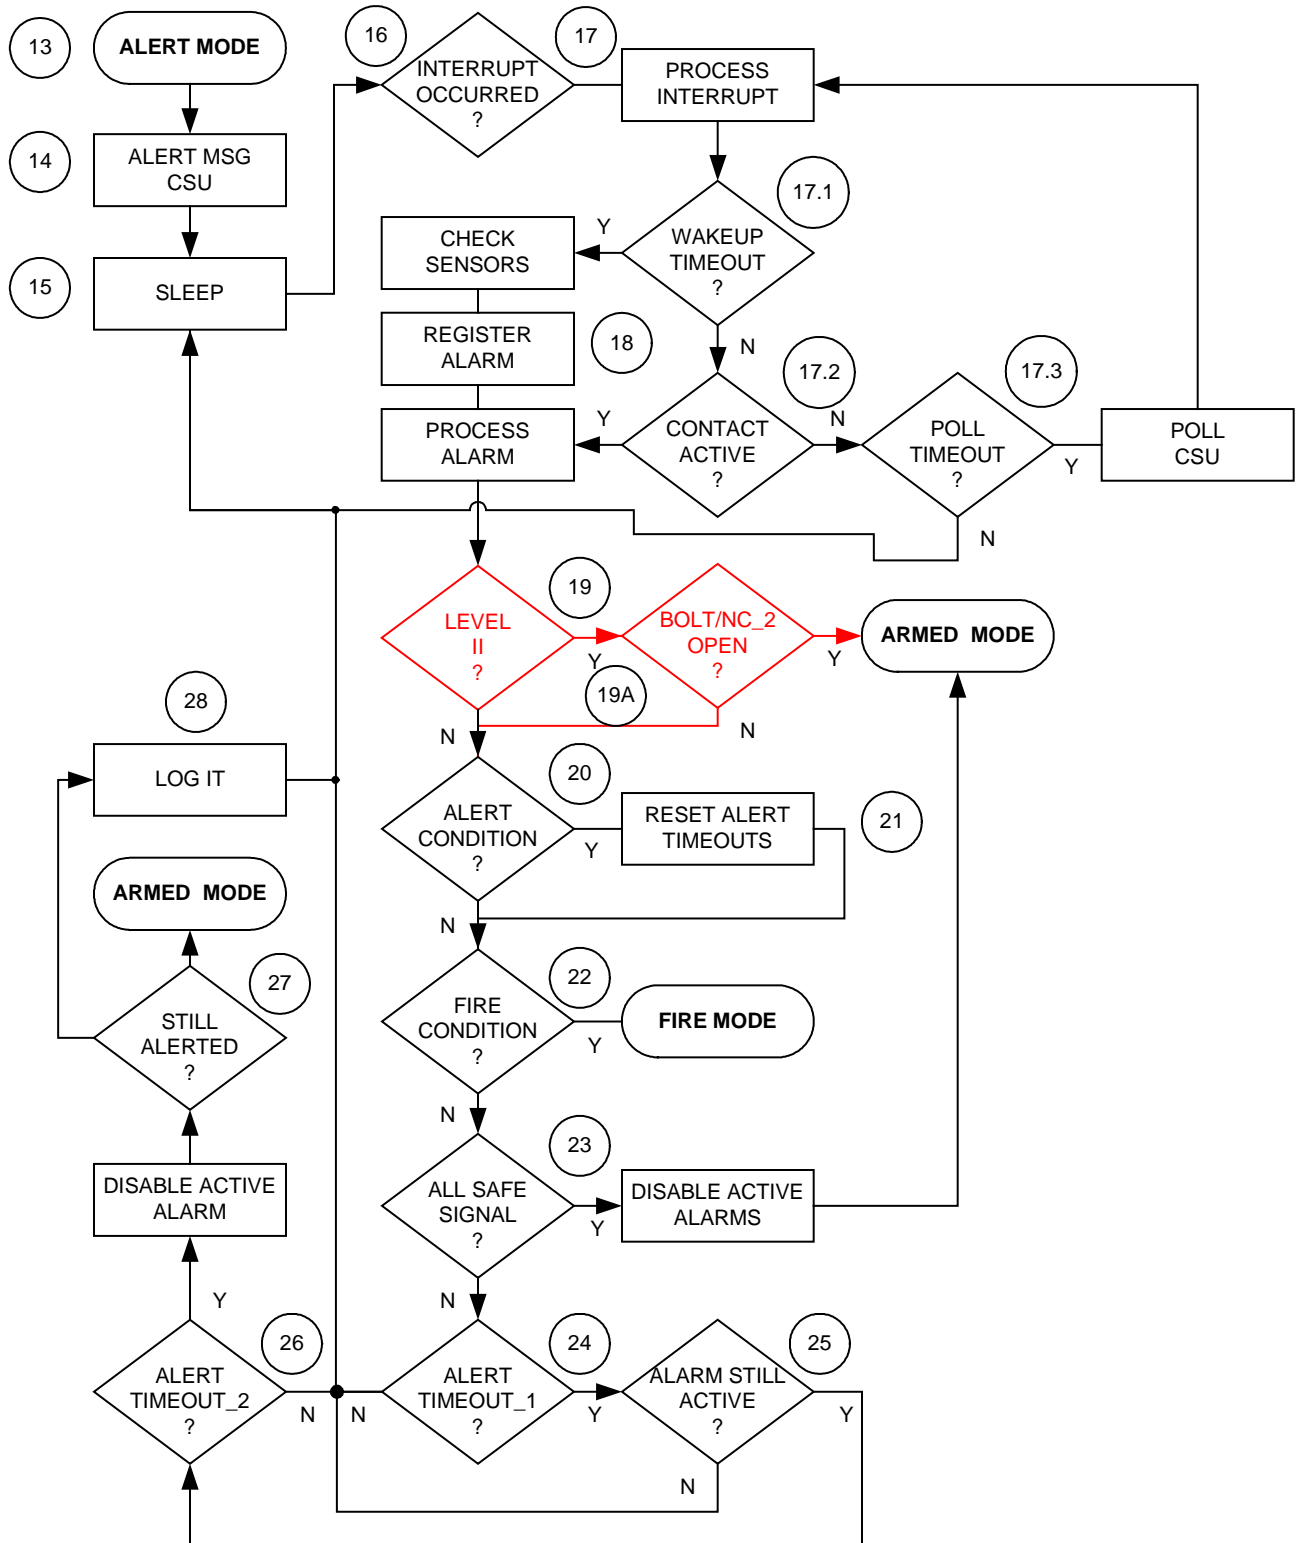 13
ALERT MODE
16
INTERRUPT
OCCURRED
?
17
PROCESS
INTERRUPT
14
ALERT MSG
CSU
17.1
WAKEUP
TIMEOUT
?
Y
CHECK
SENSORS
15
SLEEP
N
REGISTER
ALARM
18
17.2
17.3
PROCESS
ALARM
Y
CONTACT
ACTIVE
?
N
POLL
TIMEOUT
?
Y
POLL
CSU
N
LEVEL
II
?
19
Y
BOLT/NC_2
OPEN
?
Y
ARMED MODE
19A
N
N
28
LOG IT
20
ALERT
CONDITION
?
Y
RESET ALERT
TIMEOUTS
21
ARMED MODE
N
27
STILL
ALERTED
?
22
FIRE
CONDITION
?
Y
FIRE MODE
N
23
DISABLE ACTIVE
ALARM
ALL SAFE
SIGNAL
?
Y
DISABLE ACTIVE
ALARMS
Y
N
26
ALERT
TIMEOUT_2
?
N
N
ALERT
TIMEOUT_1
?
24
Y
ALARM STILL
ACTIVE
?
25
Y
N